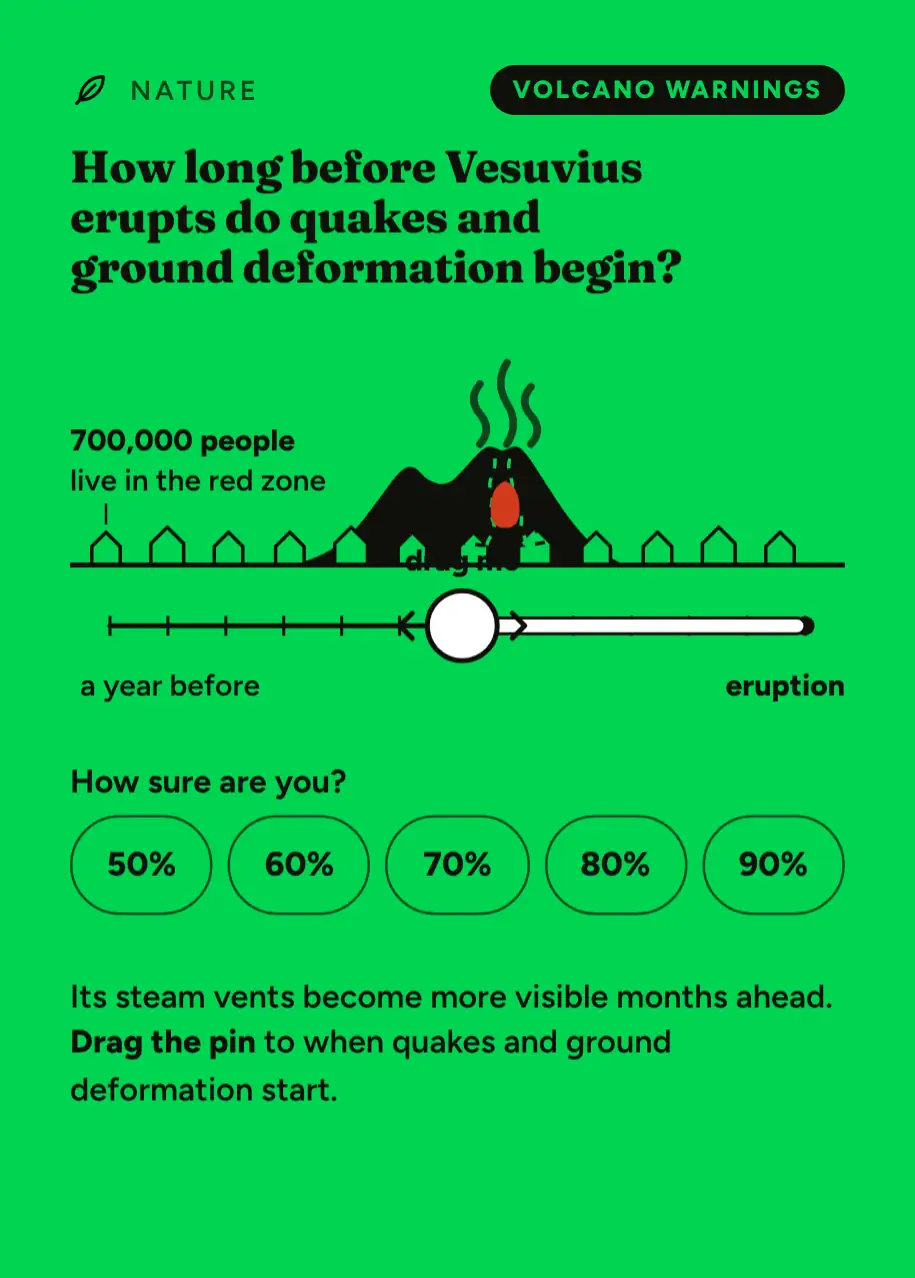 NATURE
VOLCANO WARNINGS
How long before Vesuvius
erupts do quakes and
ground deformation begin?
700,000 people
live in the red zone
drag me
a year before
eruption
How sure are you?
50%
60%
70%
80%
90%
Its steam vents become more visible months ahead.
Drag the pin to when quakes and ground
deformation start.